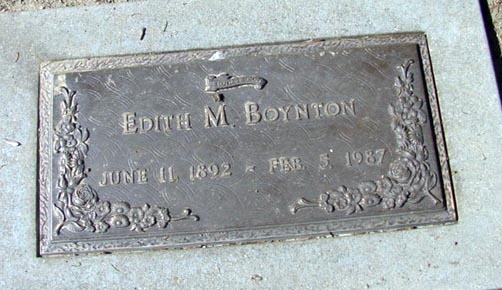 Edith M. Boynton
June 11, 1892 - Feb. 5, 1987